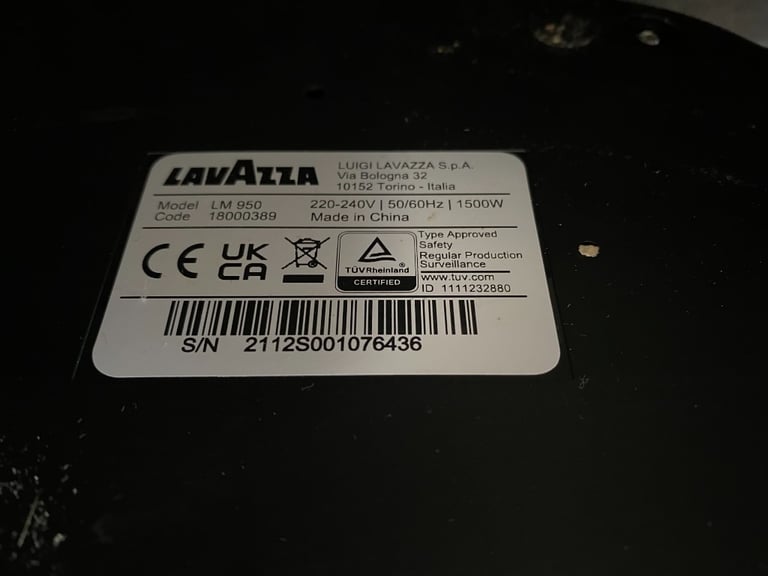 LAVAZZA
LUIGI LAVAZZA S.p.A.
Via Bologna 32
10152 Torino - Italia
Model LM 950
Code 18000389
220-240V | 50/60Hz | 1500W
Made in China
CE
UK
CA
TÜVRheinland
CERTIFIED
Type Approved
Safety
Regular Production
Surveillance
www.tuv.com
ID 1111232880
S/N 2112S001076436